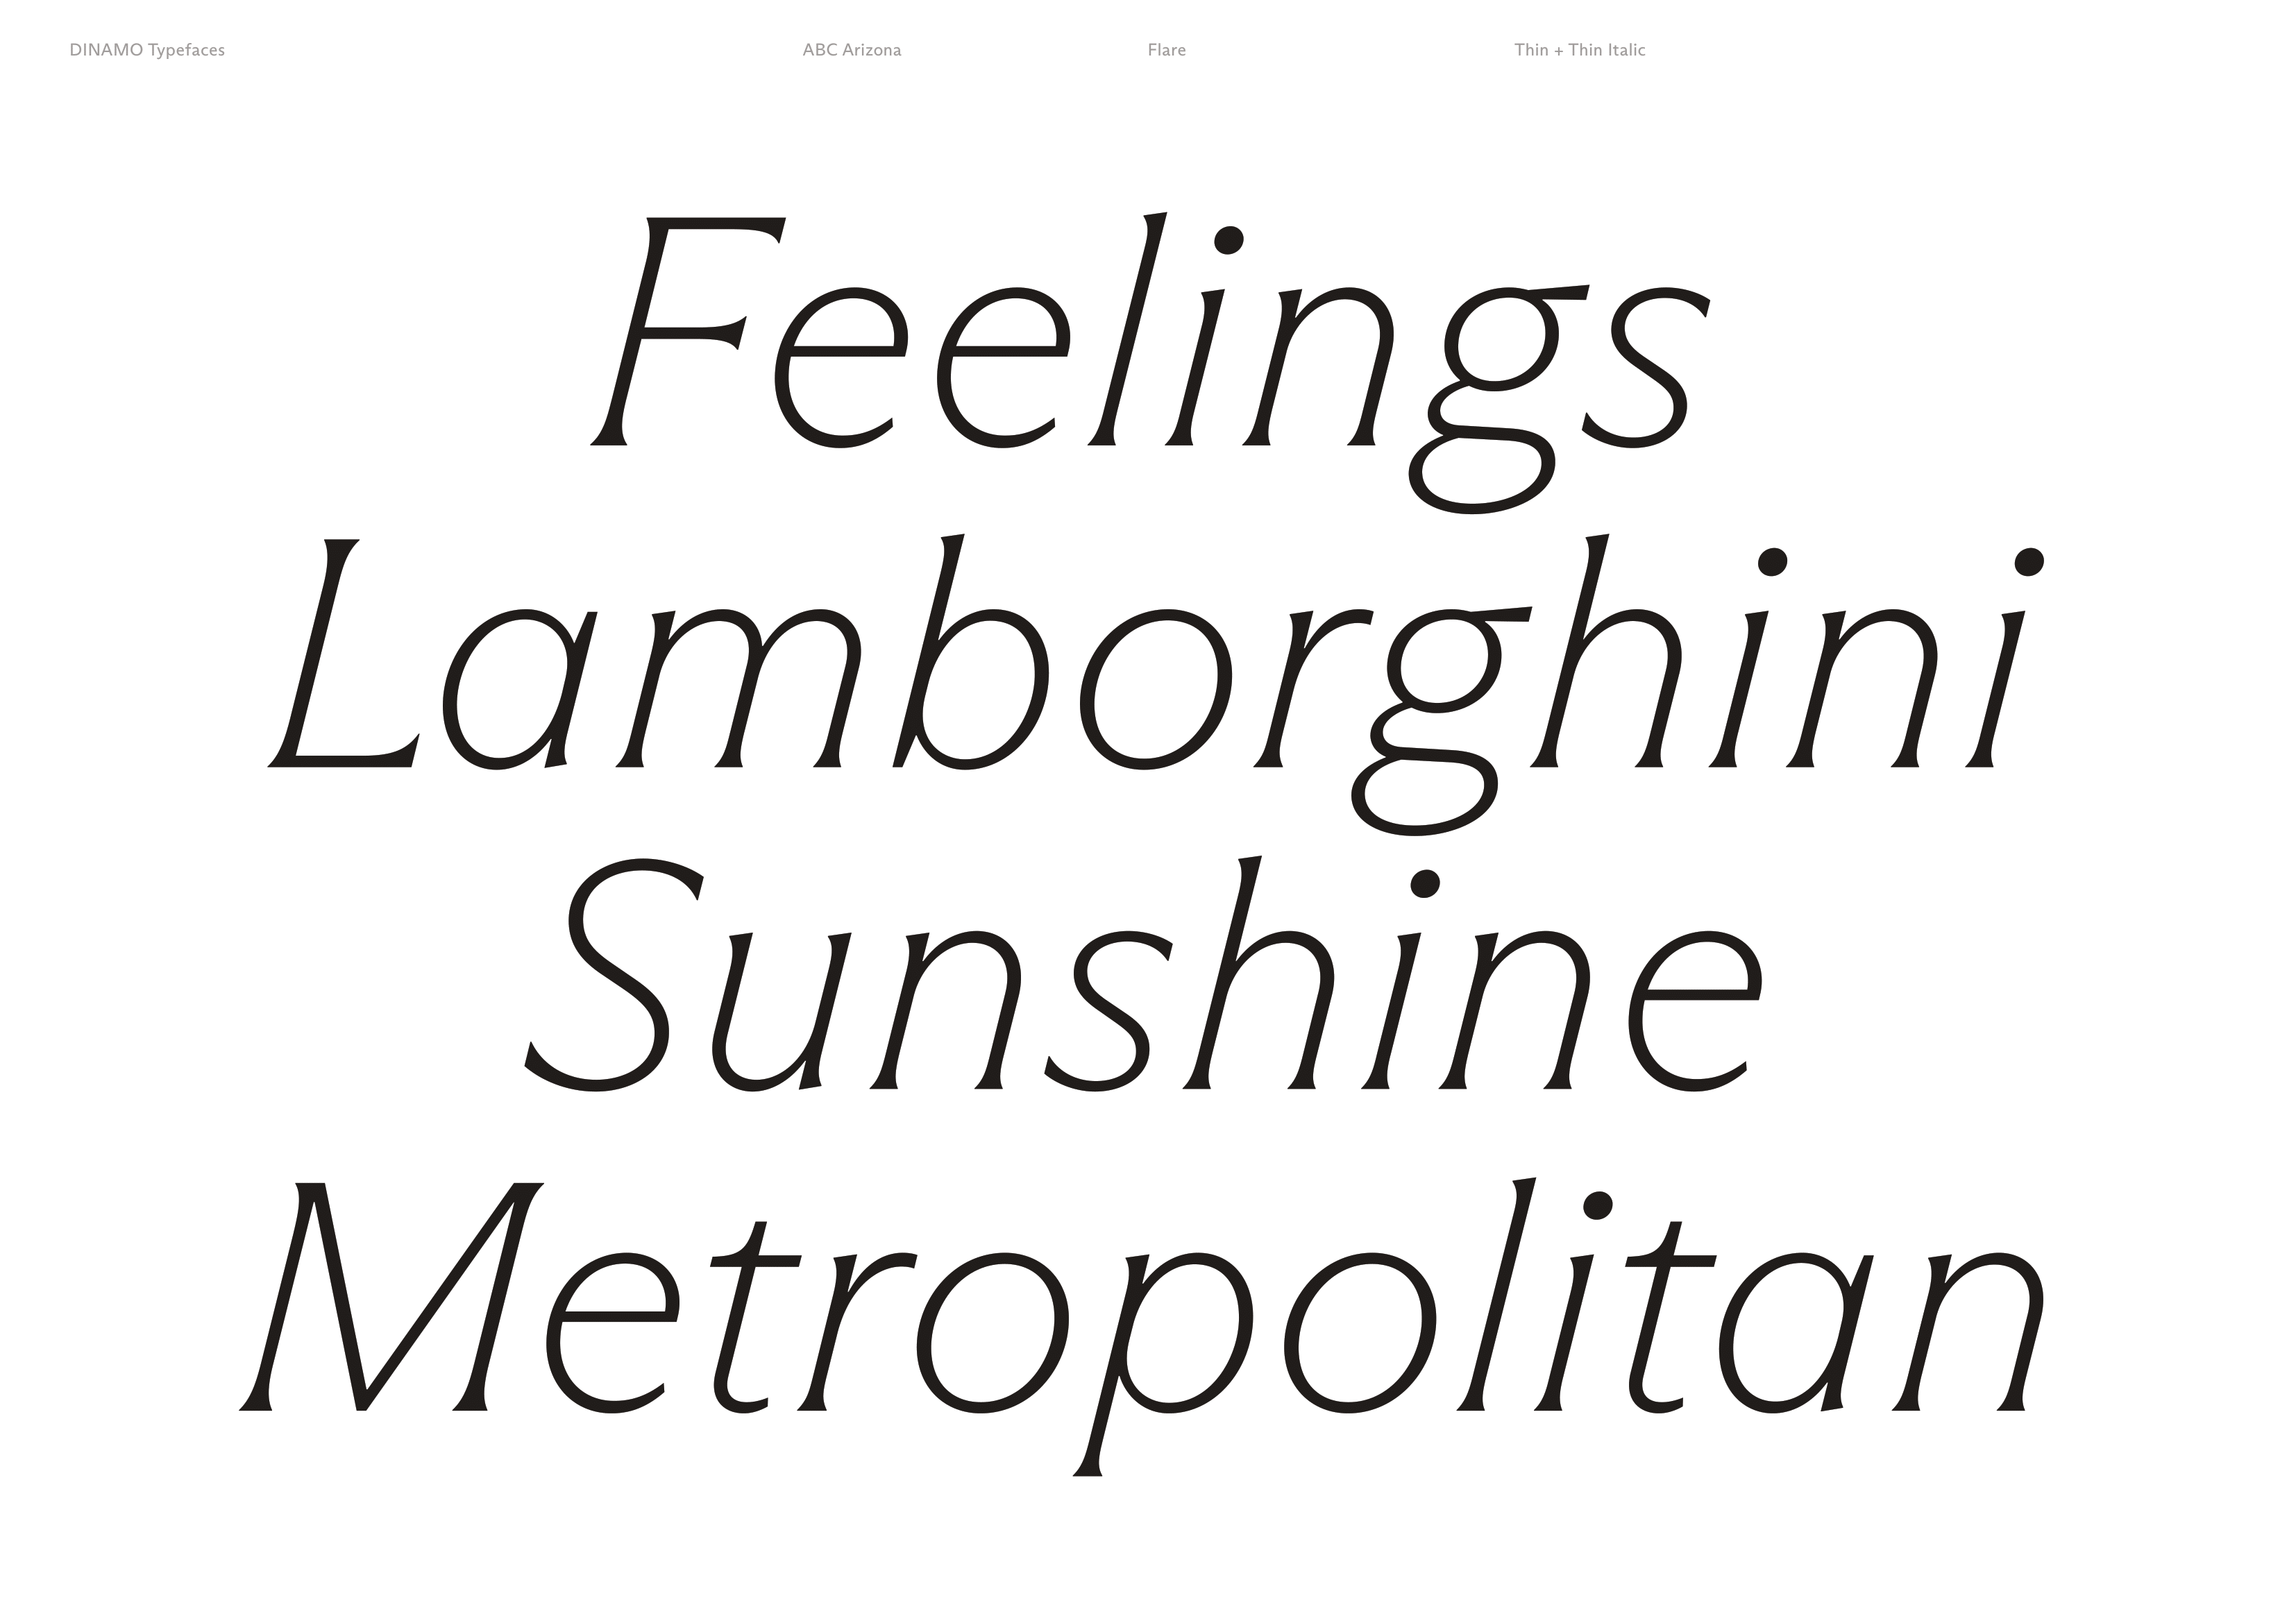 DINAMO Typefaces ABC Arizona Flare Thin + Thin Italic
Feelings
Lamborghini
Sunshine
Metropolitan